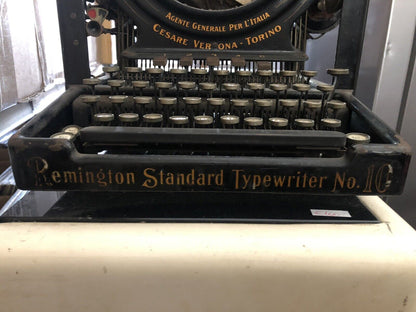 AGENTE GENERALE PER L'ITALIA
CESARE VERONA - TORINO
Remington Standard Typewriter No. 10